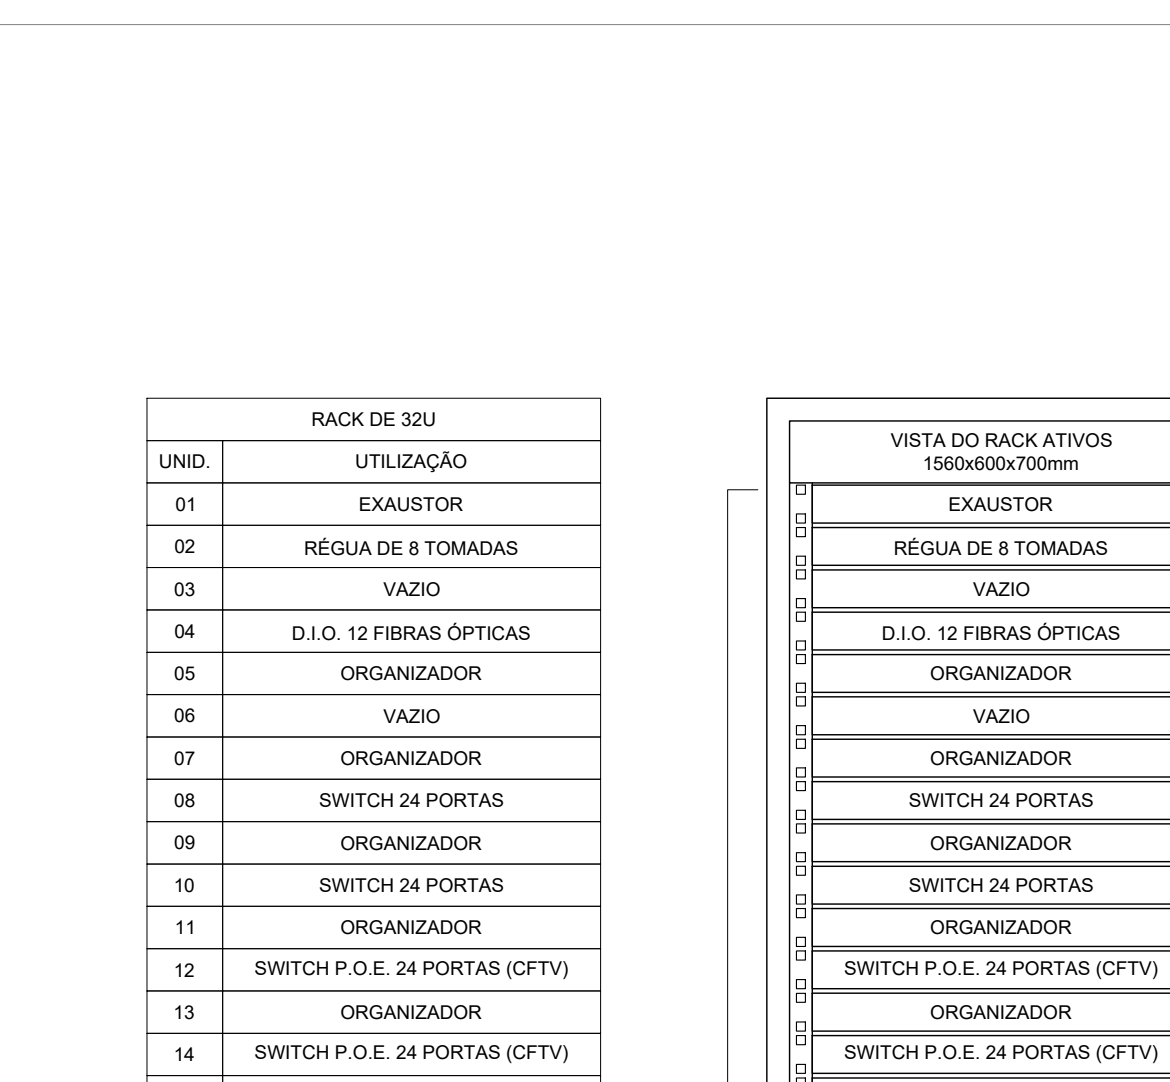 RACK DE 32U
UNID. UTILIZAÇÃO
01 EXAUSTOR
02 RÉGUA DE 8 TOMADAS
03 VAZIO
04 D.I.O. 12 FIBRAS ÓPTICAS
05 ORGANIZADOR
06 VAZIO
07 ORGANIZADOR
08 SWITCH 24 PORTAS
09 ORGANIZADOR
10 SWITCH 24 PORTAS
11 ORGANIZADOR
12 SWITCH P.O.E. 24 PORTAS (CFTV)
13 ORGANIZADOR
14 SWITCH P.O.E. 24 PORTAS (CFTV)
VISTA DO RACK ATIVOS
1560x600x700mm
EXAUSTOR
RÉGUA DE 8 TOMADAS
VAZIO
D.I.O. 12 FIBRAS ÓPTICAS
ORGANIZADOR
VAZIO
ORGANIZADOR
SWITCH 24 PORTAS
ORGANIZADOR
SWITCH 24 PORTAS
ORGANIZADOR
SWITCH P.O.E. 24 PORTAS (CFTV)
ORGANIZADOR
SWITCH P.O.E. 24 PORTAS (CFTV)